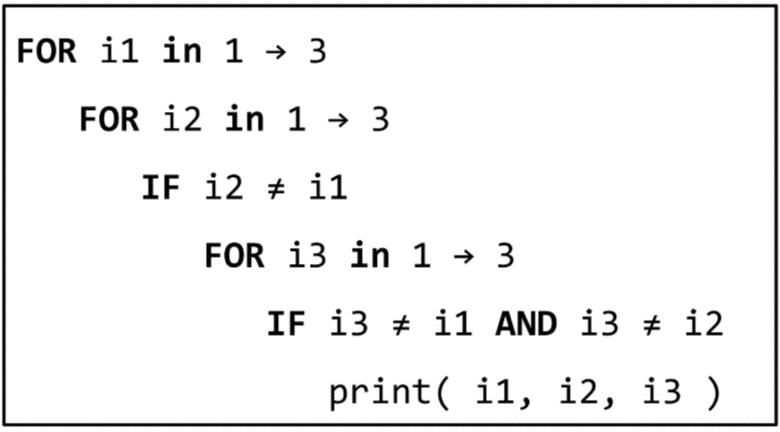 FOR i1 in 1 → 3
FOR i2 in 1 → 3
IF i2 ≠ i1
FOR i3 in 1 → 3
IF i3 ≠ i1 AND i3 ≠ i2
print( i1, i2, i3 )